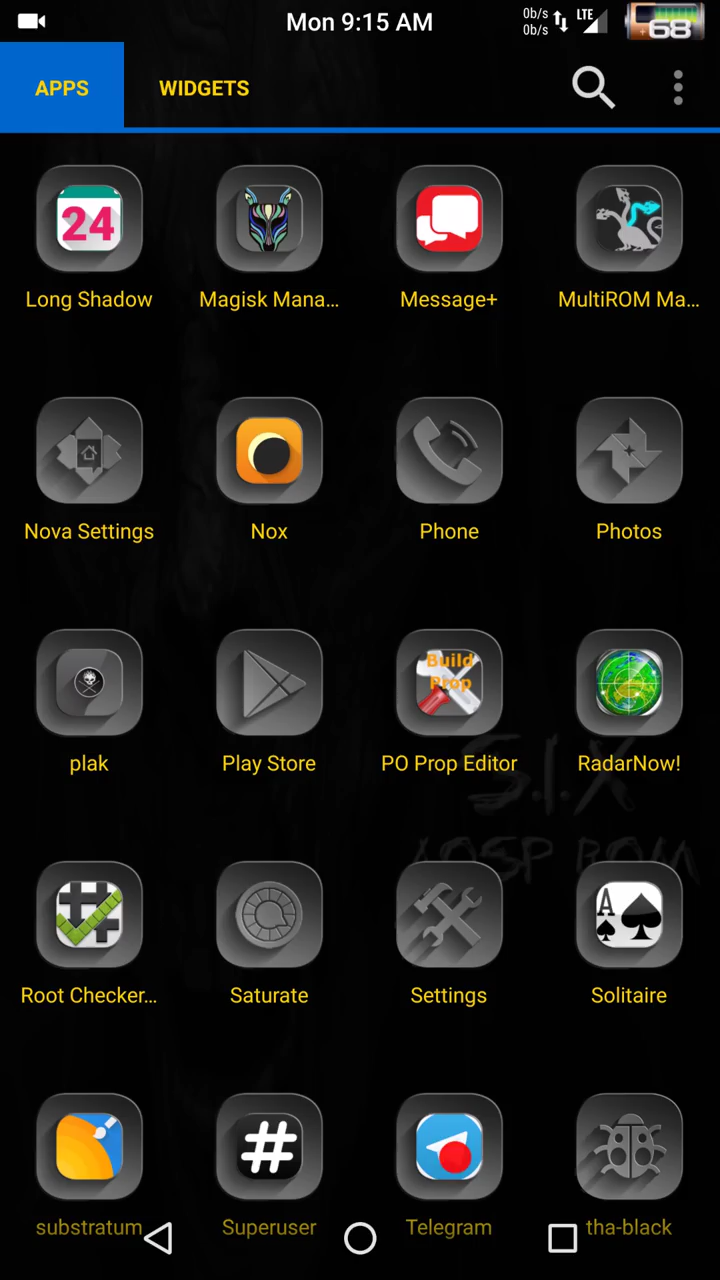 Mon 9:15 AM
0b/s
0b/s
LTE
68
APPS WIDGETS
24
Long Shadow Magisk Mana... Message+ MultiROM Ma...
Nova Settings Nox Phone Photos
Build
Prop
plak Play Store PO Prop Editor RadarNow!
S.I.X
AOSP ROM
A
Root Checker... Saturate Settings Solitaire
#
substratum Superuser Telegram tha-black